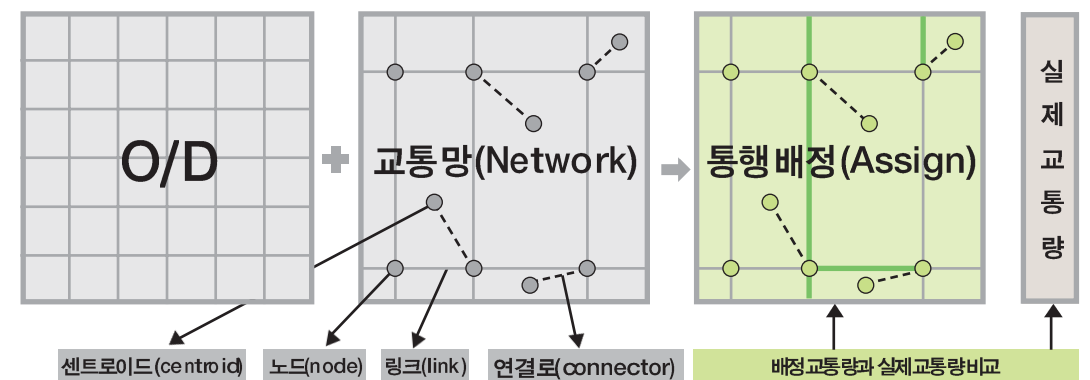 O/D
교통망(Network)
통행배정(Assign)
실제교통량
센트로이드(centroid)
노드(node)
링크(link)
연결로(connector)
배정교통량과 실제교통량비교